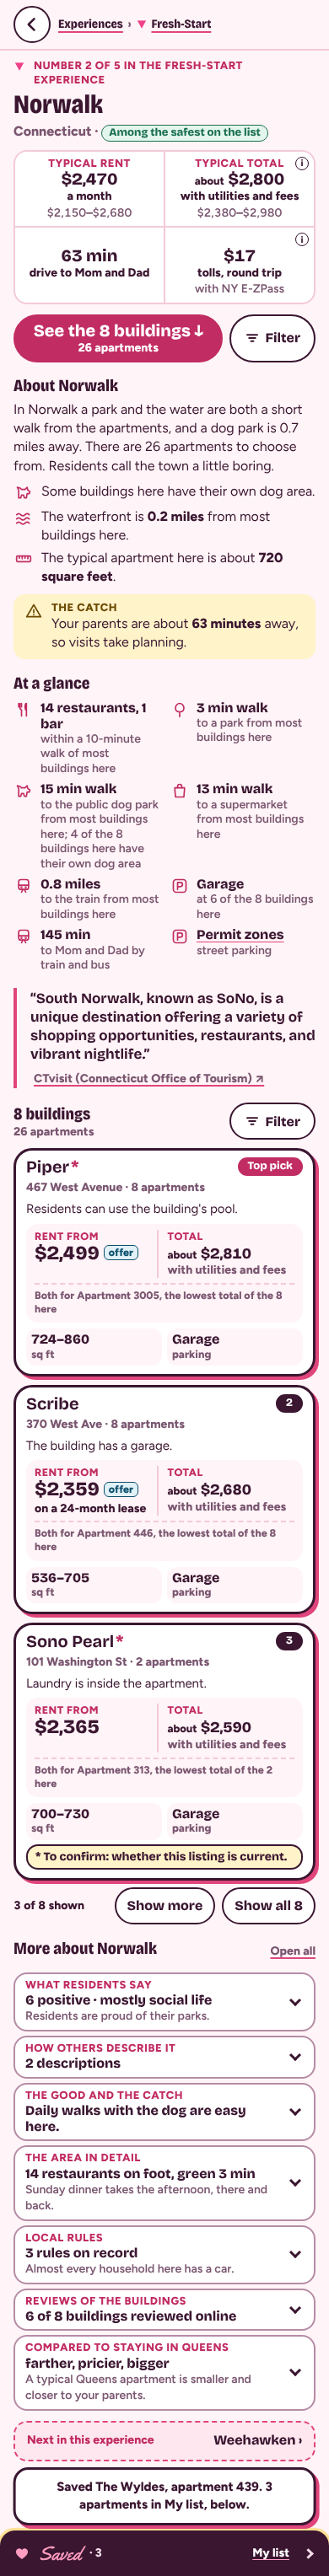 Experiences › ▼ Fresh-Start
▼ NUMBER 2 OF 5 IN THE FRESH-START
EXPERIENCE
Norwalk
Connecticut · Among the safest on the list
TYPICAL RENT
$2,470
a month
$2,150–$2,680
TYPICAL TOTAL
about $2,800
with utilities and fees
$2,380–$2,980
63 min
drive to Mom and Dad
$17
tolls, round trip
with NY E-ZPass
See the 8 buildings ↓
26 apartments
Filter
About Norwalk
In Norwalk a park and the water are both a short
walk from the apartments, and a dog park is 0.7
miles away. There are 26 apartments to choose
from. Residents call the town a little boring.
Some buildings here have their own dog area.
The waterfront is 0.2 miles from most
buildings here.
The typical apartment here is about 720
square feet.
THE CATCH
Your parents are about 63 minutes away,
so visits take planning.
At a glance
14 restaurants, 1
bar
within a 10-minute
walk of most
buildings here
3 min walk
to a park from most
buildings here
15 min walk
to the public dog park
from most buildings
here; 4 of the 8
buildings here have
their own dog area
13 min walk
to a supermarket
from most buildings
here
0.8 miles
to the train from most
buildings here
Garage
at 6 of the 8 buildings
here
145 min
to Mom and Dad by
train and bus
Permit zones
street parking
“South Norwalk, known as SoNo, is a
unique destination offering a variety of
shopping opportunities, restaurants, and
vibrant nightlife.”
CTvisit (Connecticut Office of Tourism) ↗
8 buildings
26 apartments
Filter
Piper*
Top pick
467 West Avenue · 8 apartments
Residents can use the building's pool.
RENT FROM
$2,499 offer
TOTAL
about $2,810
with utilities and fees
Both for Apartment 3005, the lowest total of the 8
here
724–860
sq ft
Garage
parking
Scribe
2
370 West Ave · 8 apartments
The building has a garage.
RENT FROM
$2,359 offer
on a 24-month lease
TOTAL
about $2,680
with utilities and fees
Both for Apartment 446, the lowest total of the 8
here
536–705
sq ft
Garage
parking
Sono Pearl*
3
101 Washington St · 2 apartments
Laundry is inside the apartment.
RENT FROM
$2,365
TOTAL
about $2,590
with utilities and fees
Both for Apartment 313, the lowest total of the 2
here
700–730
sq ft
Garage
parking
* To confirm: whether this listing is current.
3 of 8 shown
Show more
Show all 8
More about Norwalk
Open all
WHAT RESIDENTS SAY
6 positive · mostly social life
Residents are proud of their parks.
HOW OTHERS DESCRIBE IT
2 descriptions
THE GOOD AND THE CATCH
Daily walks with the dog are easy
here.
THE AREA IN DETAIL
14 restaurants on foot, green 3 min
Sunday dinner takes the afternoon, there and
back.
LOCAL RULES
3 rules on record
Almost every household here has a car.
REVIEWS OF THE BUILDINGS
6 of 8 buildings reviewed online
COMPARED TO STAYING IN QUEENS
farther, pricier, bigger
A typical Queens apartment is smaller and
closer to your parents.
Next in this experience
Weehawken ›
Saved The Wyldes, apartment 439. 3
apartments in My list, below.
Saved · 3
My list ›